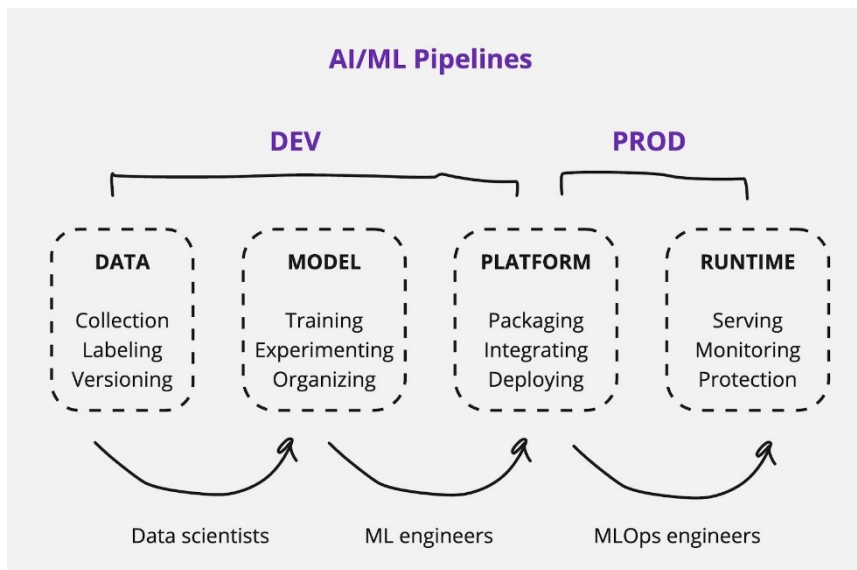 AI/ML Pipelines
DEV
PROD
DATA
Collection
Labeling
Versioning
MODEL
Training
Experimenting
Organizing
PLATFORM
Packaging
Integrating
Deploying
RUNTIME
Serving
Monitoring
Protection
Data scientists
ML engineers
MLOps engineers